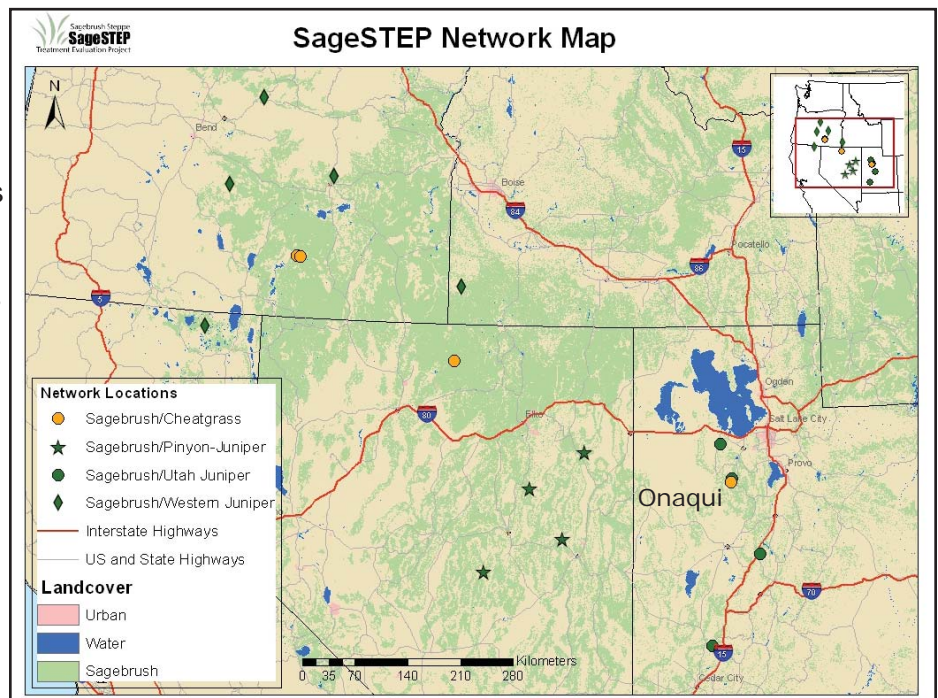 Sagebrush Steppe
SageSTEP
Treatment Evaluation Project
SageSTEP Network Map
s
N
Bend
Boise
15
84
Pocatello
86
5
Ogden
Salt Lake City
80
Elko
Provo
Onaqui
70
15
Cedar City
Network Locations
Sagebrush/Cheatgrass
Sagebrush/Pinyon-Juniper
Sagebrush/Utah Juniper
Sagebrush/Western Juniper
Interstate Highways
US and State Highways
Landcover
Urban
Water
Sagebrush
Kilometers
0 35 70 140 210 280